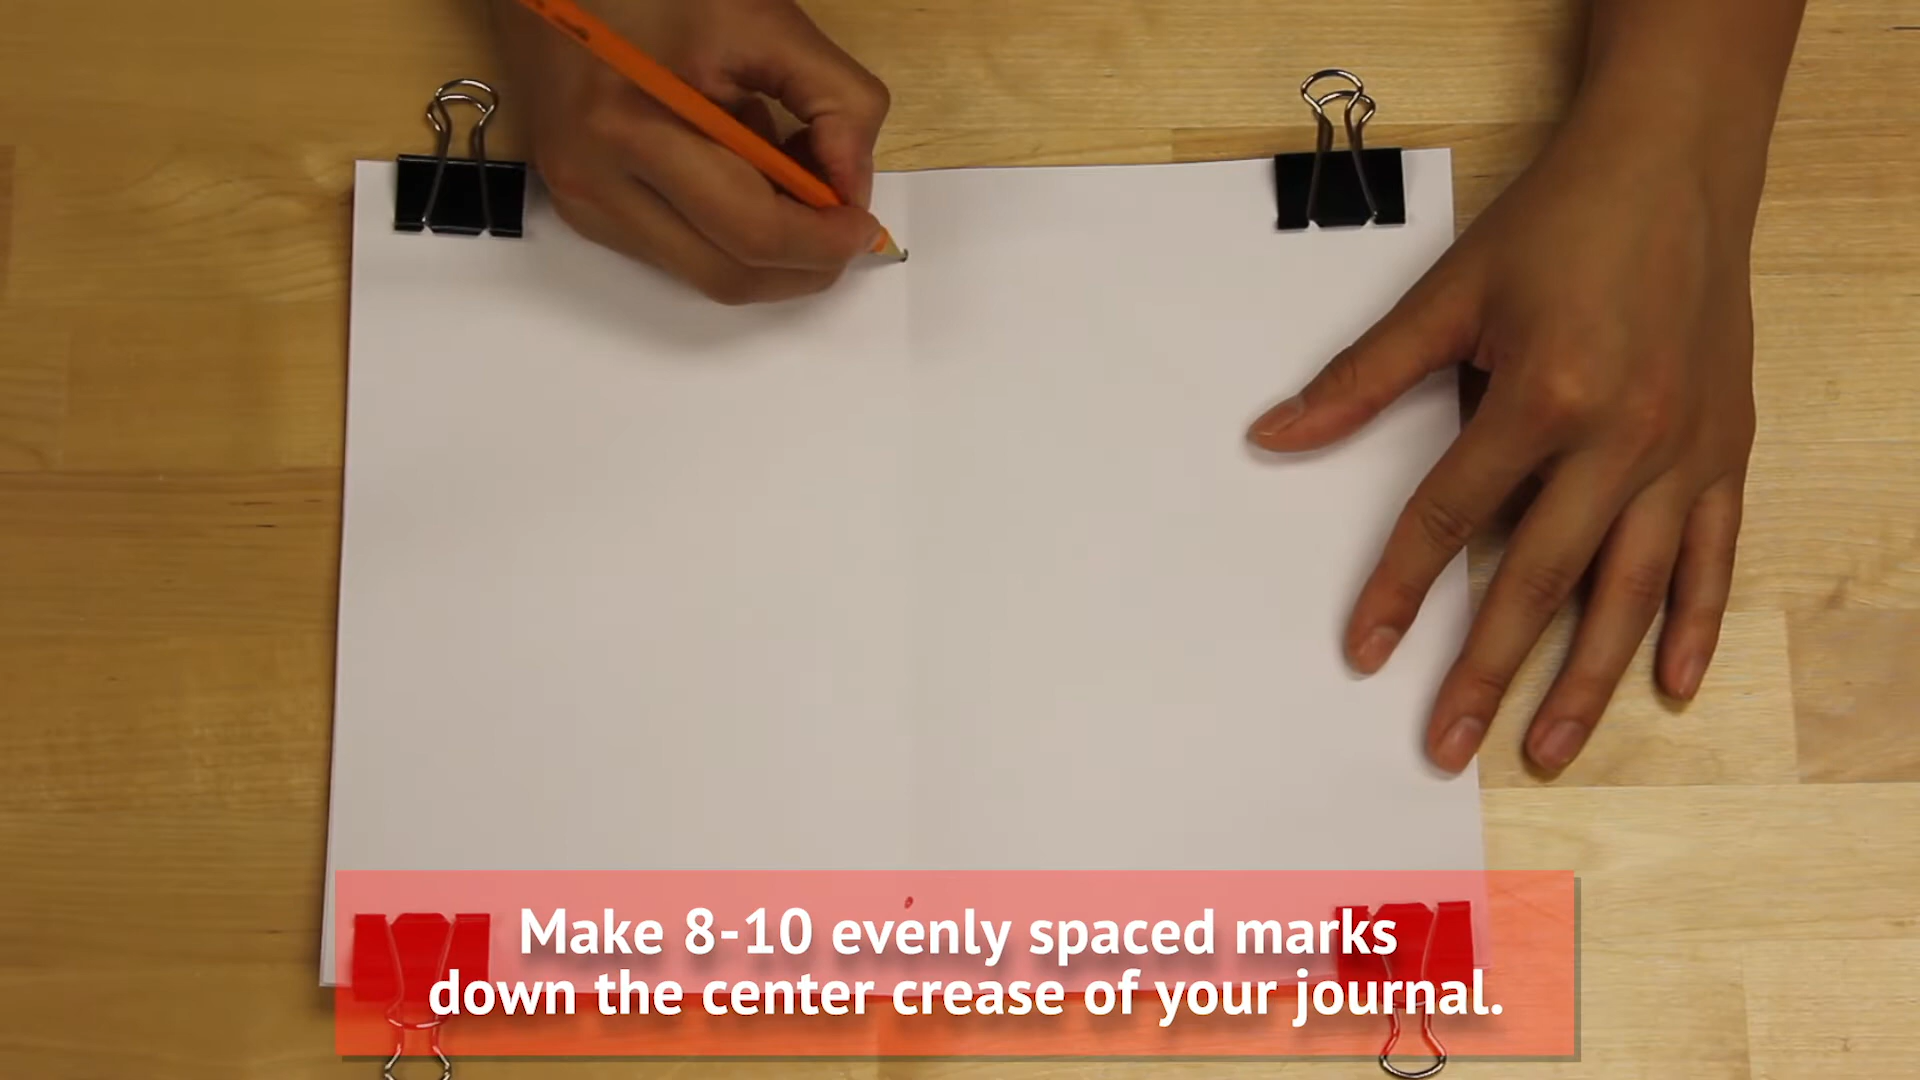 Make 8-10 evenly spaced marks
down the center crease of your journal.